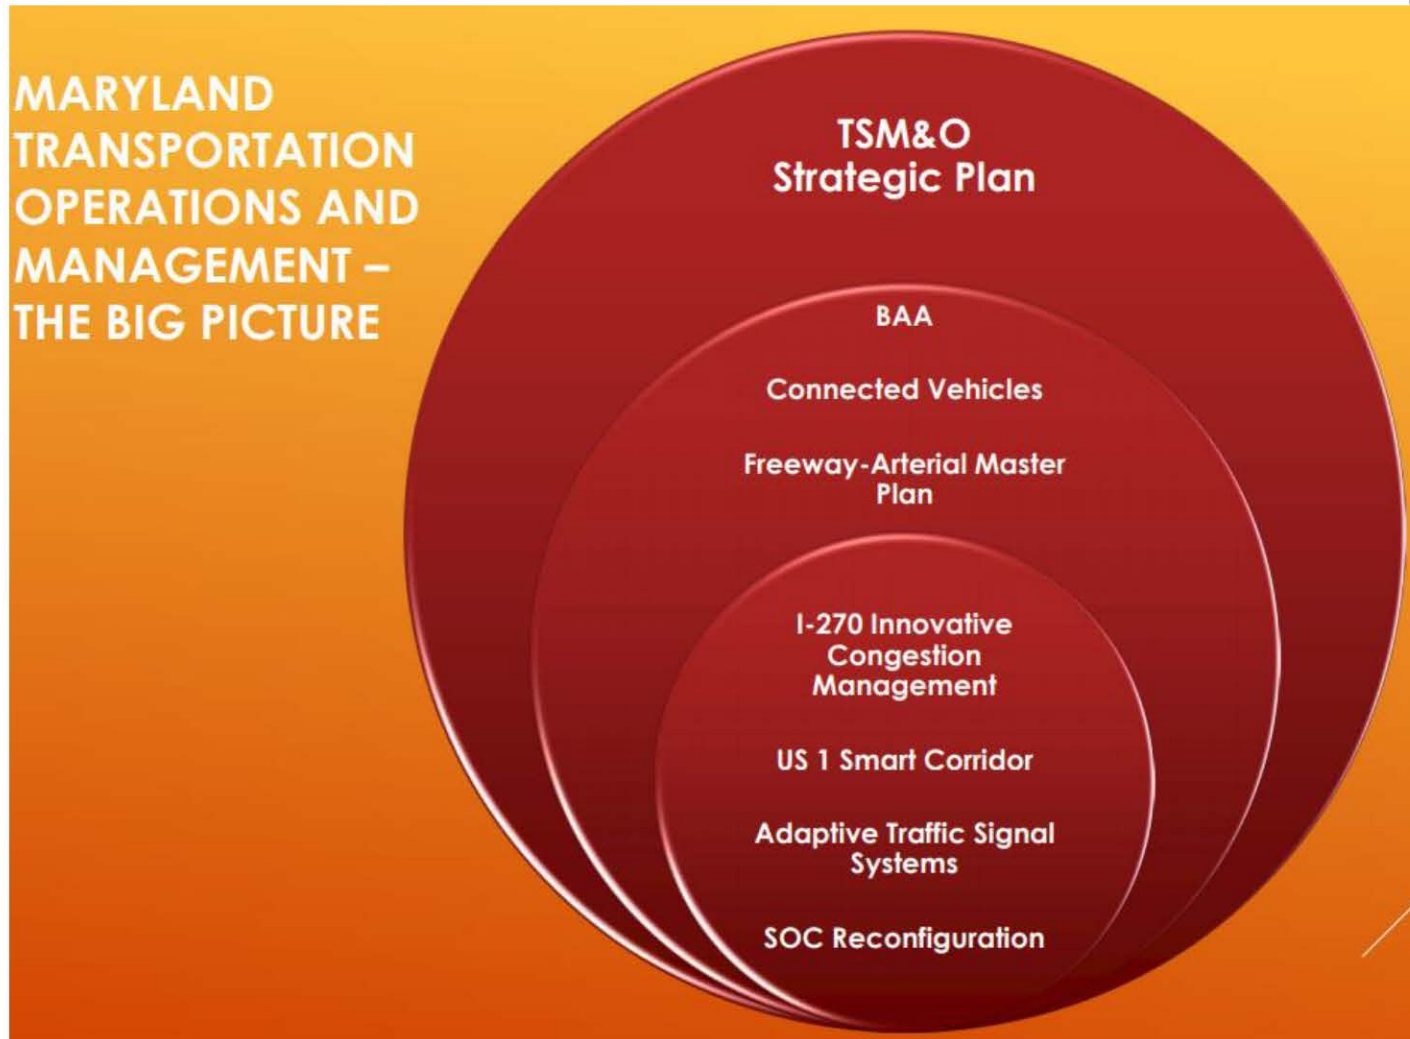 MARYLAND
TRANSPORTATION
OPERATIONS AND
MANAGEMENT –
THE BIG PICTURE
TSM&O
Strategic Plan
BAA
Connected Vehicles
Freeway-Arterial Master
Plan
I-270 Innovative
Congestion
Management
US 1 Smart Corridor
Adaptive Traffic Signal
Systems
SOC Reconfiguration